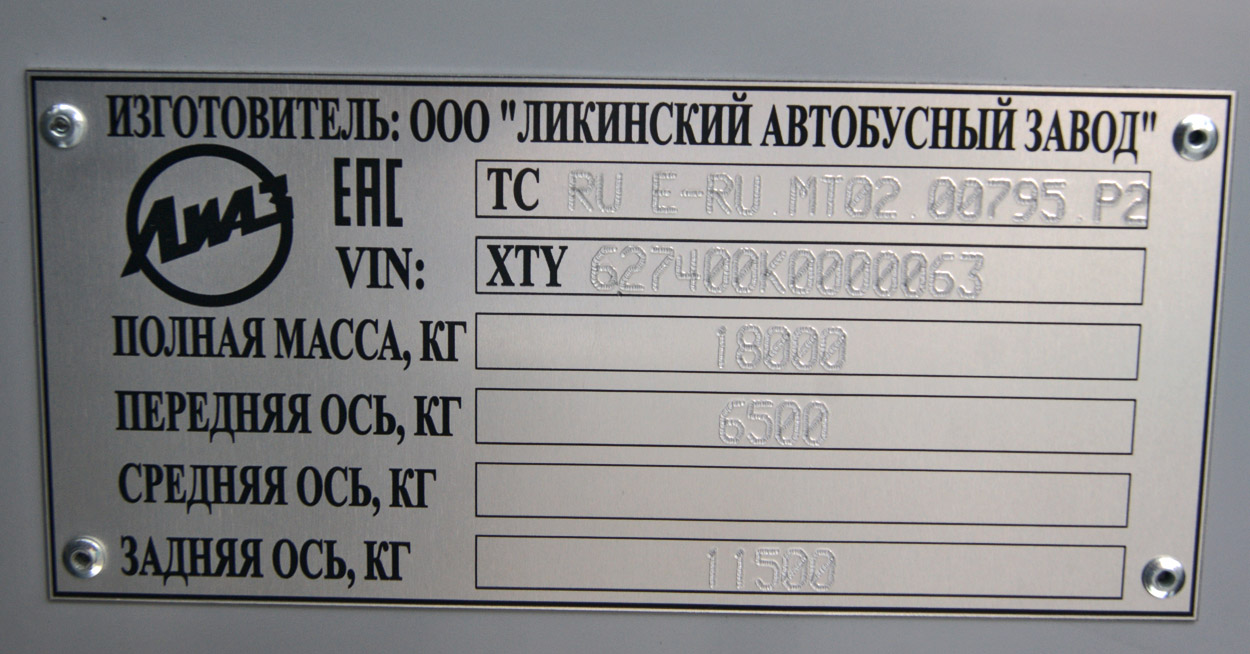 ИЗГОТОВИТЕЛЬ: ООО "ЛИКИНСКИЙ АВТОБУСНЫЙ ЗАВОД"
ЛиАЗ EAC ТС RU E-RU.MT02.00795.P2
VIN: XTY 627400K0000063
ПОЛНАЯ МАССА, КГ 18000
ПЕРЕДНЯЯ ОСЬ, КГ 6500
СРЕДНЯЯ ОСЬ, КГ
ЗАДНЯЯ ОСЬ, КГ 11500